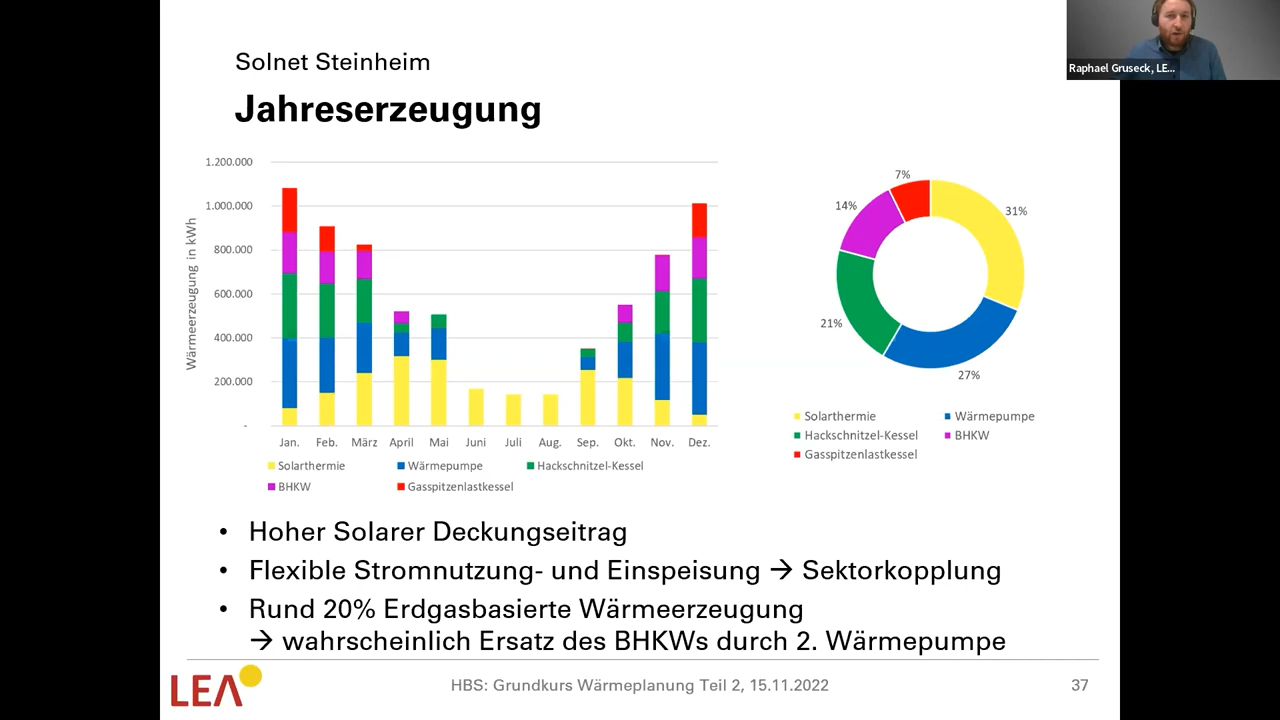 Raphael Gruseck, LE...
Solnet Steinheim
Jahreserzeugung
Wärmeerzeugung in kWh
1.200.000
1.000.000
800.000
600.000
400.000
200.000
-
Jan. Feb. März April Mai Juni Juli Aug. Sep. Okt. Nov. Dez.
Solarthermie Wärmepumpe Hackschnitzel-Kessel
BHKW Gasspitzenlastkessel
7%
14%
31%
21%
27%
Solarthermie Wärmepumpe
Hackschnitzel-Kessel BHKW
Gasspitzenlastkessel
• Hoher Solarer Deckungseitrag
• Flexible Stromnutzung- und Einspeisung → Sektorkopplung
• Rund 20% Erdgasbasierte Wärmeerzeugung
→ wahrscheinlich Ersatz des BHKWs durch 2. Wärmepumpe
LEA
HBS: Grundkurs Wärmeplanung Teil 2, 15.11.2022
37